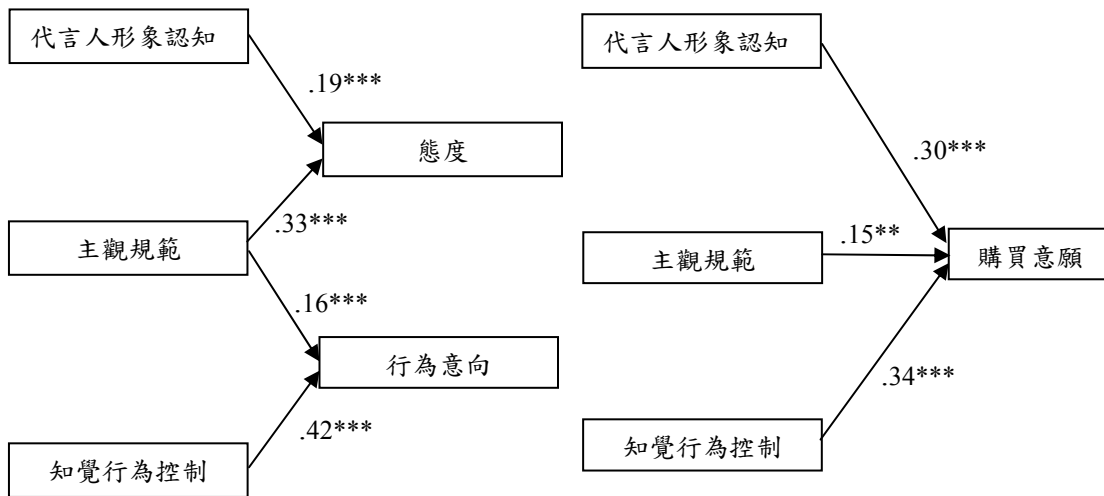 代言人形象認知
.19***
態度
.33***
主觀規範
.16***
行為意向
.42***
知覺行為控制
代言人形象認知
.30***
主觀規範
.15**
購買意願
.34***
知覺行為控制